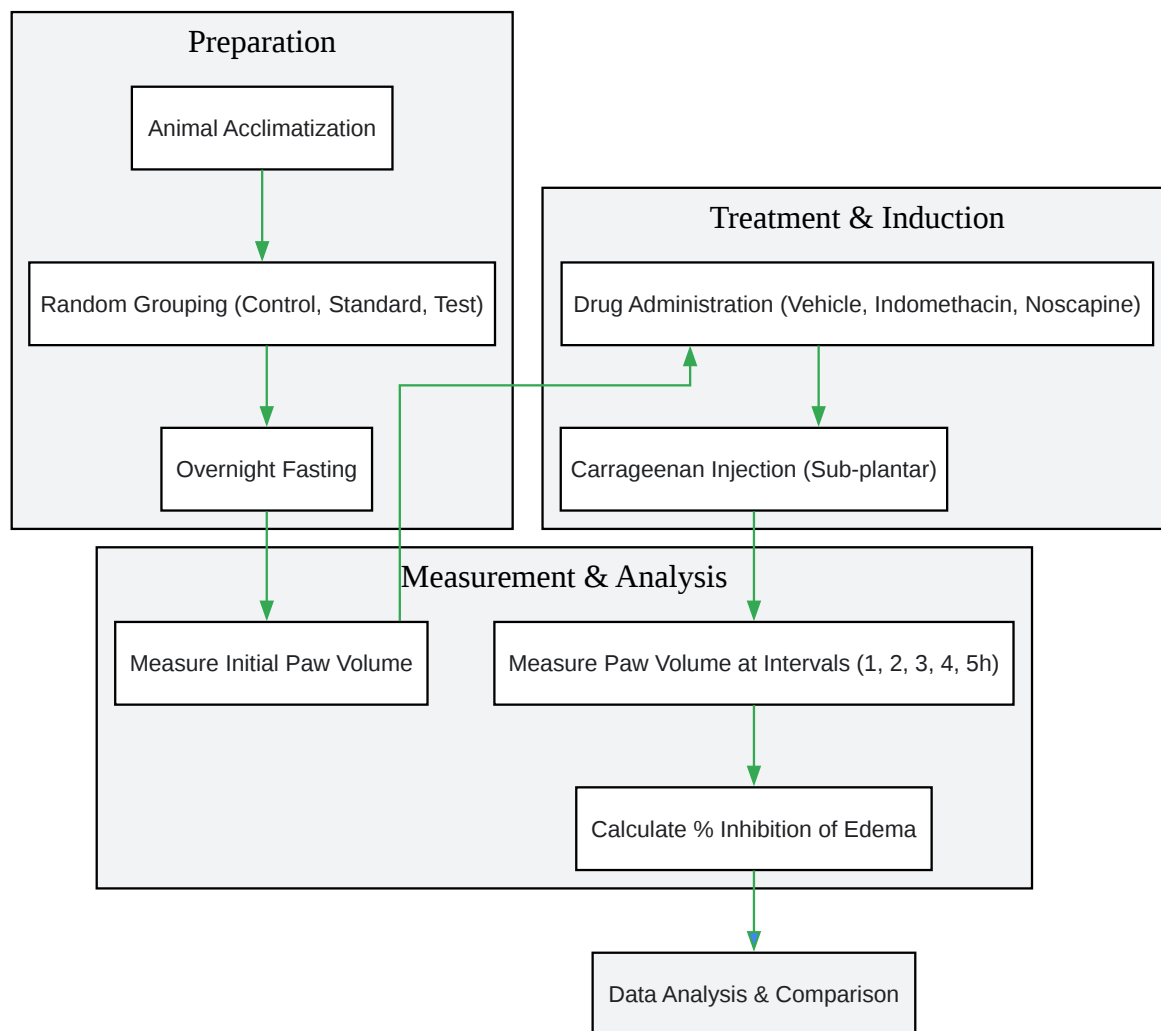 Preparation
Animal Acclimatization
Random Grouping (Control, Standard, Test)
Overnight Fasting
Treatment & Induction
Drug Administration (Vehicle, Indomethacin, Noscapine)
Carrageenan Injection (Sub-plantar)
Measurement & Analysis
Measure Initial Paw Volume
Measure Paw Volume at Intervals (1, 2, 3, 4, 5h)
Calculate % Inhibition of Edema
Data Analysis & Comparison